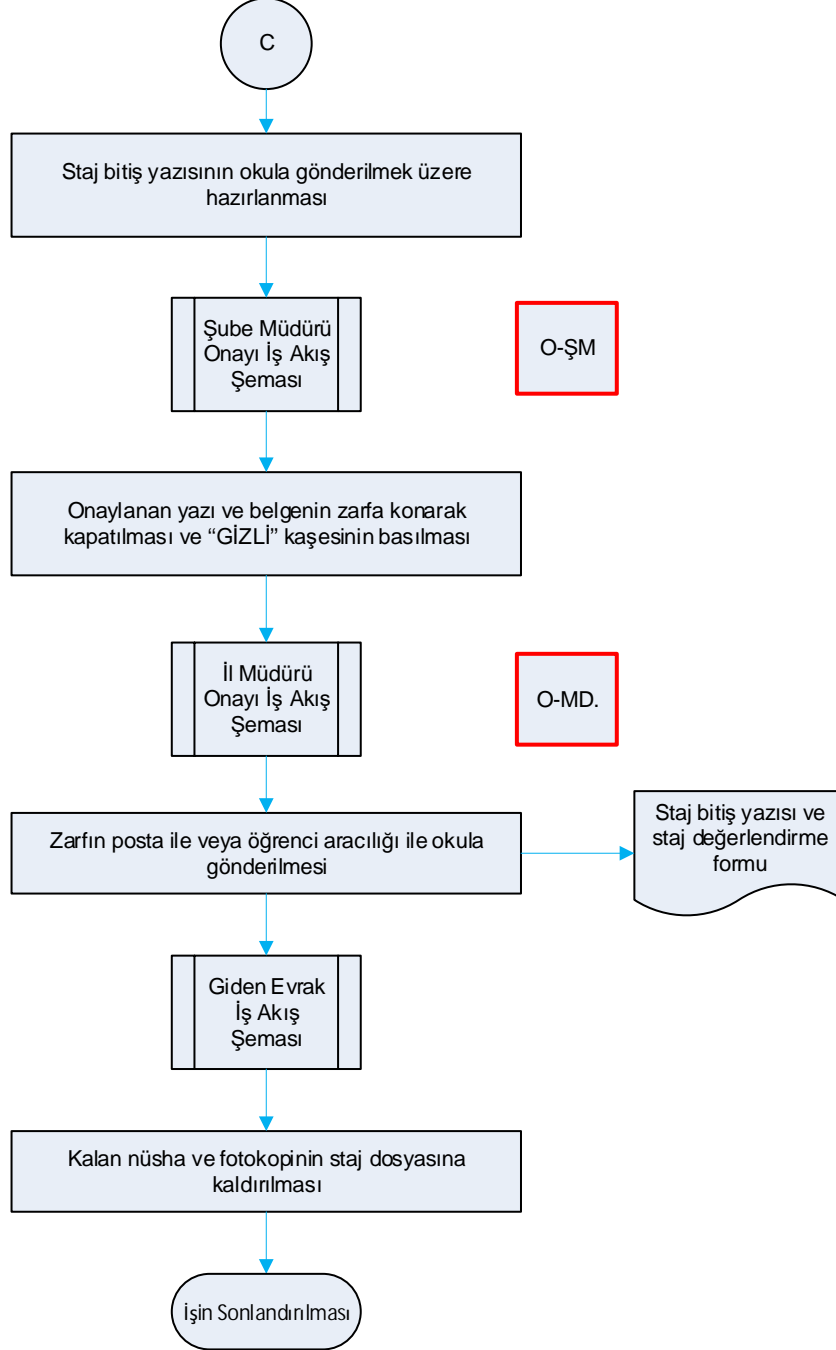 C
Staj bitiş yazısının okula gönderilmek üzere
hazırlanması
Şube Müdürü
Onayı İş Akış
Şeması
O-ŞM
Onaylanan yazı ve belgenin zarfa konarak
kapatılması ve “GİZLİ” kaşesinin basılması
İl Müdürü
Onayı İş Akış
Şeması
O-MD.
Zarfın posta ile veya öğrenci aracılığı ile okula
gönderilmesi
Staj bitiş yazısı ve
staj değerlendirme
formu
Giden Evrak
İş Akış
Şeması
Kalan nüsha ve fotokopinin staj dosyasına
kaldırılması
İşin Sonlandırılması